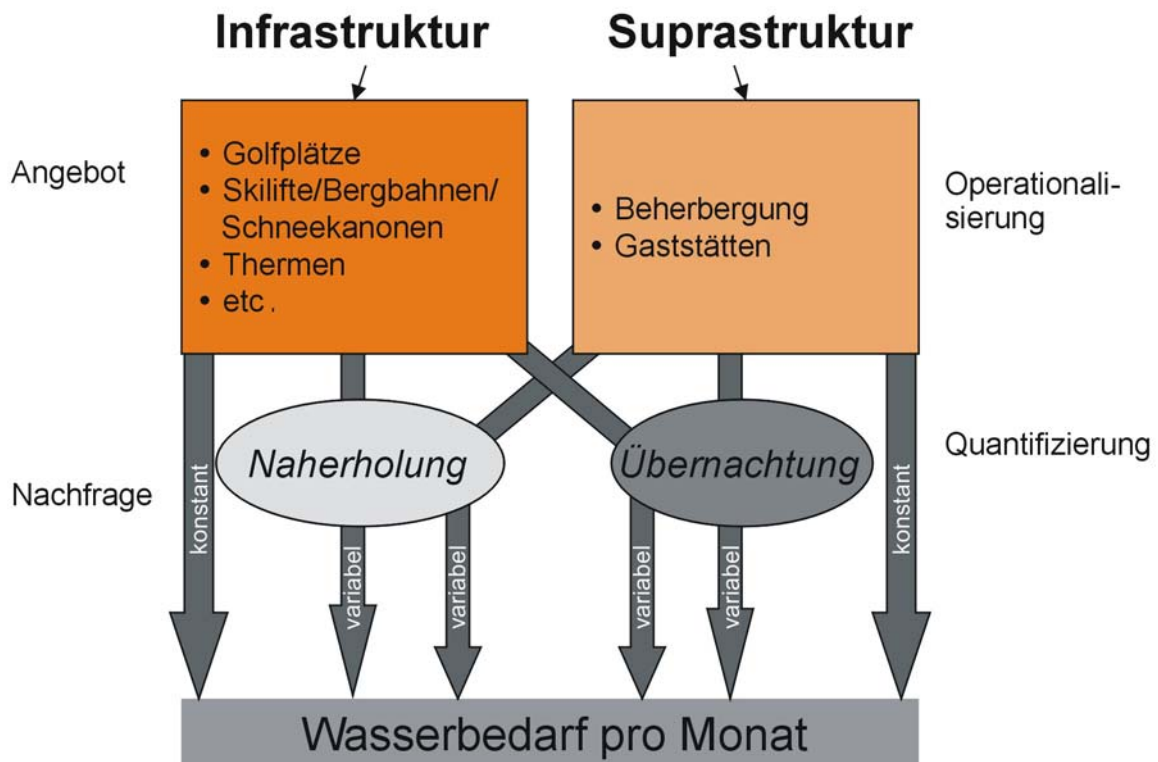 Infrastruktur
Suprastruktur
Angebot
• Golfplätze
• Skilifte/Bergbahnen/
Schneekanonen
• Thermen
• etc .
• Beherbergung
• Gaststätten
Operationali-
sierung
Nachfrage
Naherholung
Übernachtung
Quantifizierung
konstant
variabel
variabel
variabel
variabel
konstant
Wasserbedarf pro Monat